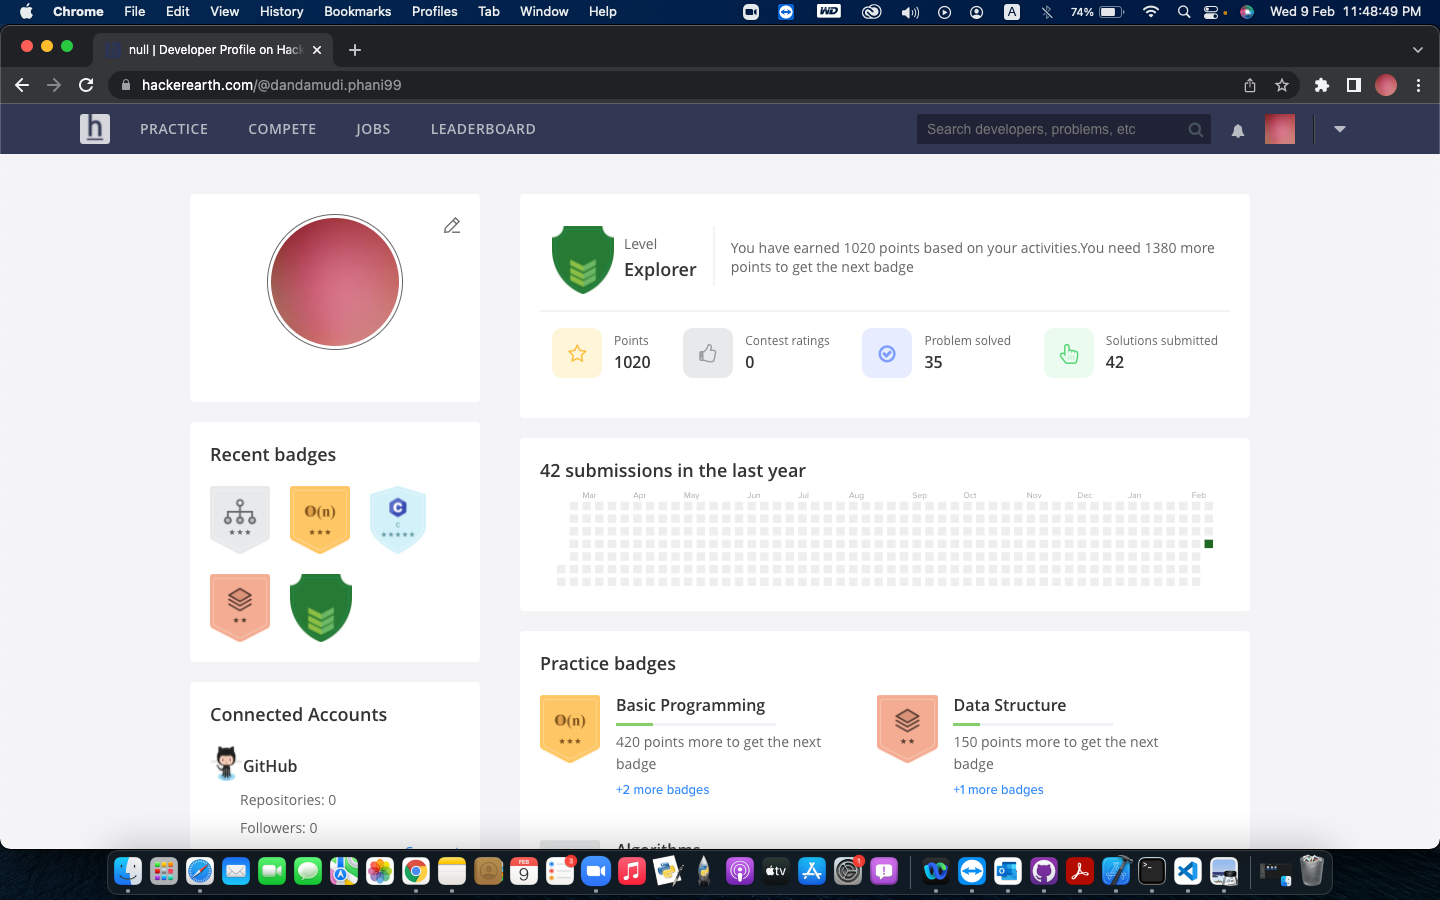 Chrome File Edit View History Bookmarks Profiles Tab Window Help WD A 74% Wed 9 Feb 11:48:49 PM
null | Developer Profile on Hack
hackerearth.com/@dandamudi.phani99
h PRACTICE COMPETE JOBS LEADERBOARD Search developers, problems, etc
Level
Explorer
You have earned 1020 points based on your activities.You need 1380 more
points to get the next badge
Points
1020
Contest ratings
0
Problem solved
35
Solutions submitted
42
Recent badges
O(n)
C
C
42 submissions in the last year
Mar Apr May Jun Jul Aug Sep Oct Nov Dec Jan Feb
Connected Accounts
GitHub
Repositories: 0
Followers: 0
Practice badges
O(n)
Basic Programming
420 points more to get the next
badge
+2 more badges
Data Structure
150 points more to get the next
badge
+1 more badges
Algorithms
FEB
9
3
tv
1